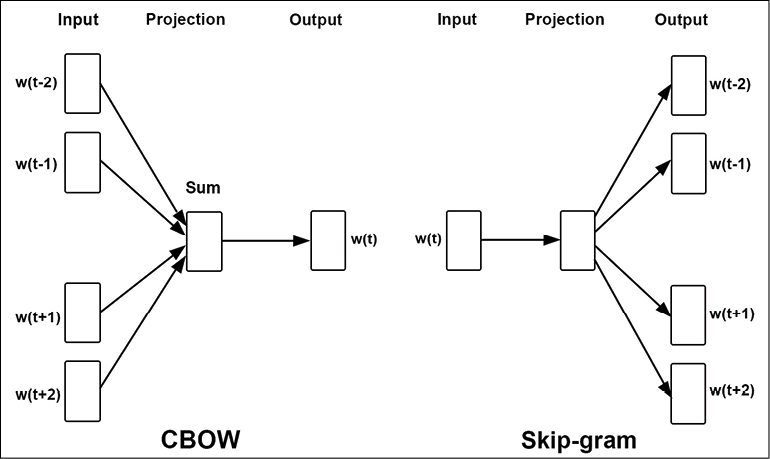 Input Projection Output Input Projection Output
w(t-2)
w(t-1)
Sum
w(t)
w(t+1)
w(t+2)
CBOW
w(t)
w(t-2)
w(t-1)
w(t+1)
w(t+2)
Skip-gram